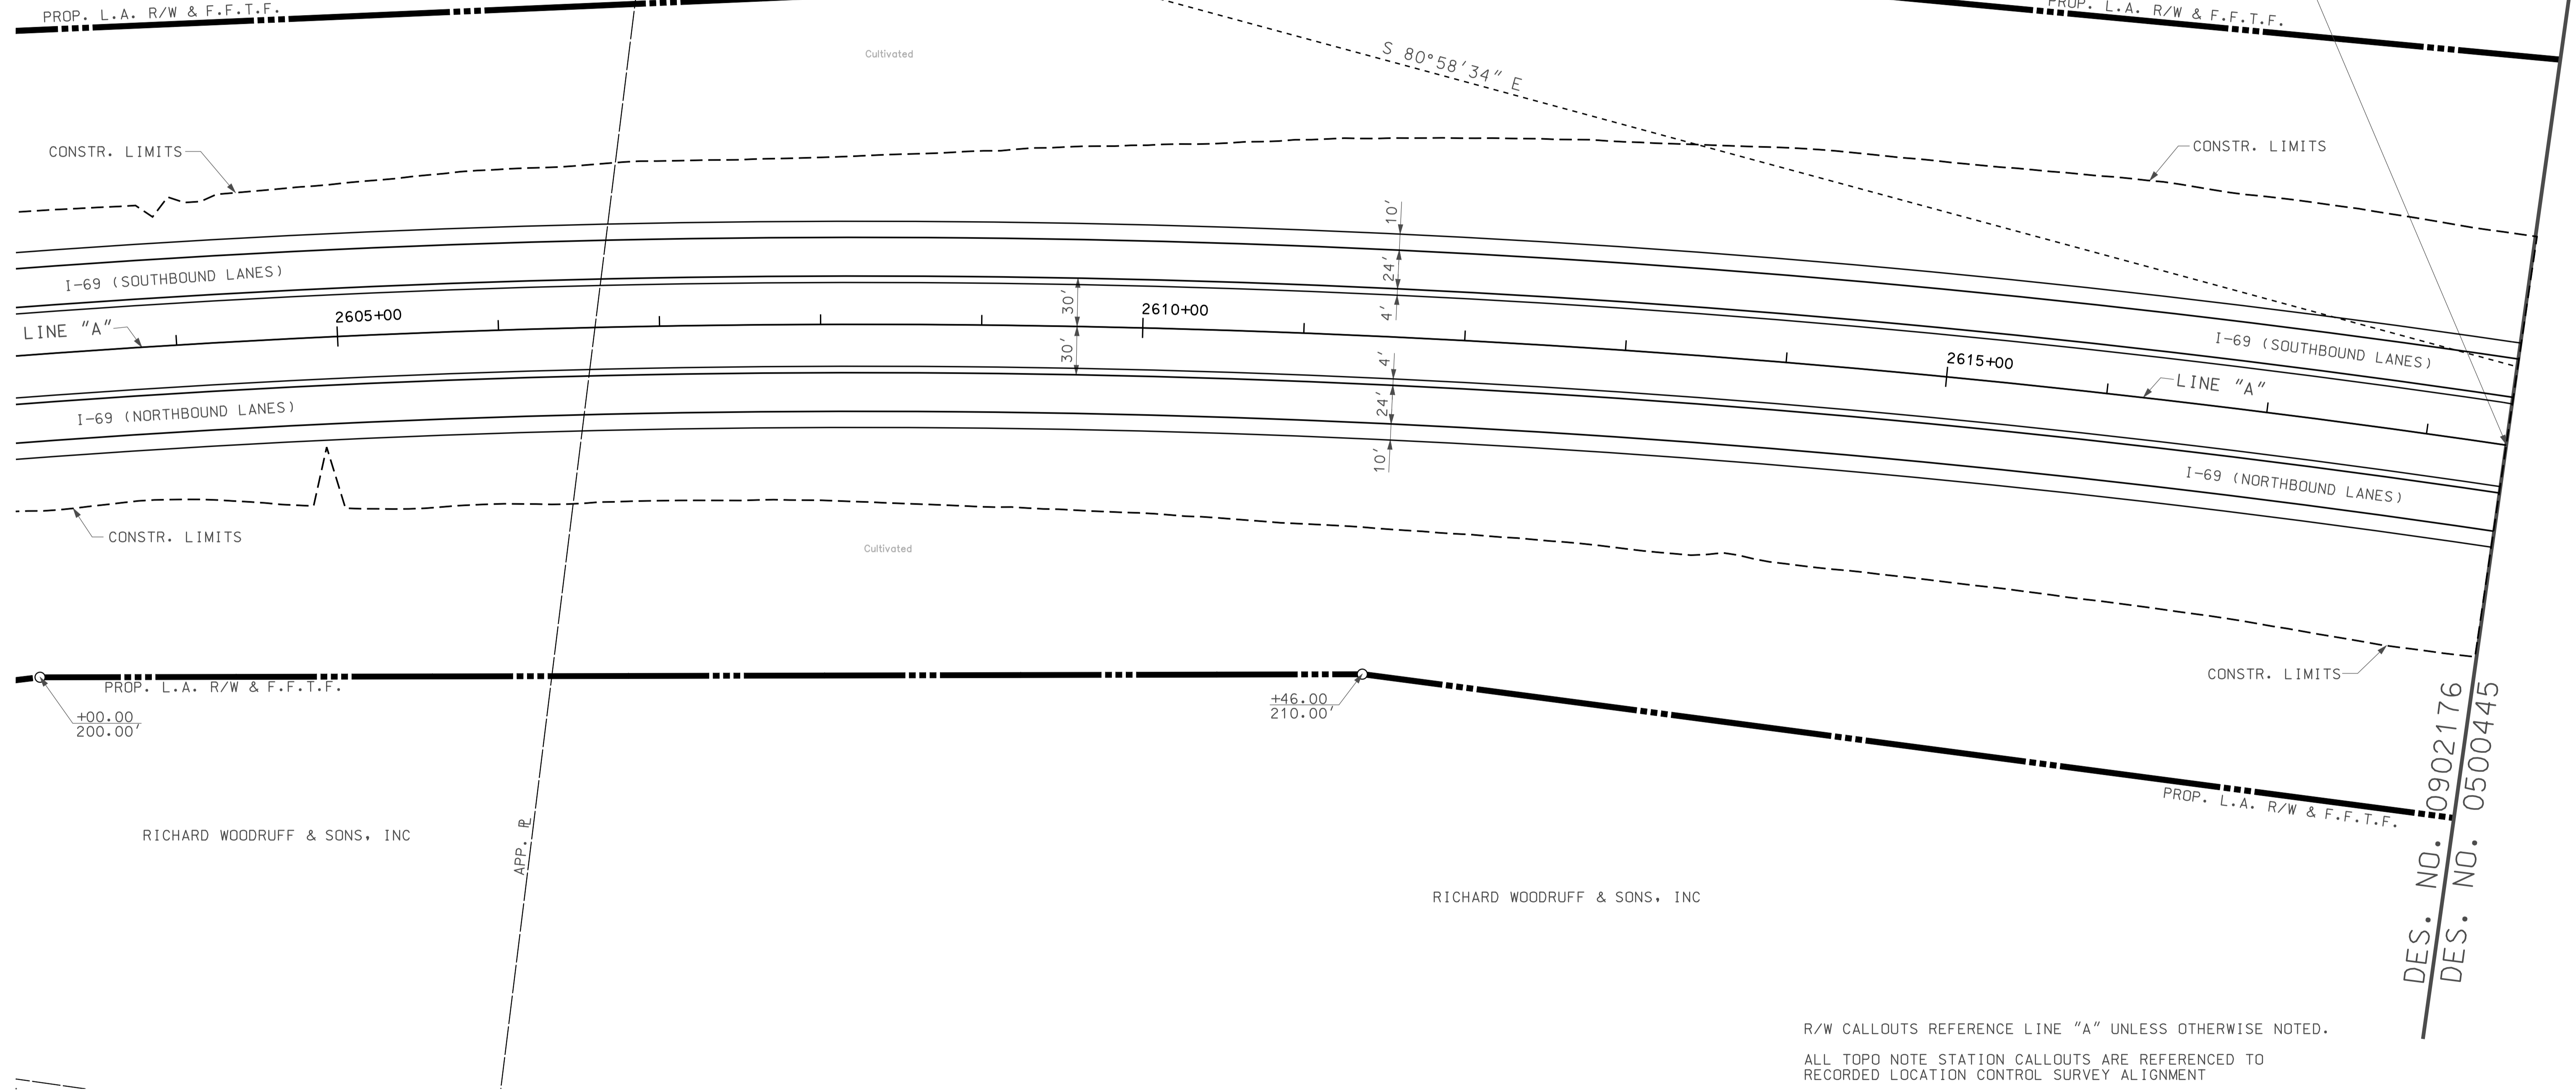 PROP. L.A. R/W & F.F.T.F.
PROP. L.A. R/W & F.F.T.F.
Cultivated
S 80°58'34" E
CONSTR. LIMITS
CONSTR. LIMITS
10'
24'
4'
I-69 (SOUTHBOUND LANES)
30'
2605+00
2610+00
LINE "A"
30'
4'
24'
10'
I-69 (SOUTHBOUND LANES)
2615+00
LINE "A"
I-69 (NORTHBOUND LANES)
I-69 (NORTHBOUND LANES)
CONSTR. LIMITS
Cultivated
CONSTR. LIMITS
PROP. L.A. R/W & F.F.T.F.
+00.00
200.00'
+46.00
210.00'
PROP. L.A. R/W & F.F.T.F.
DES. NO. 0902176
DES. NO. 0500445
RICHARD WOODRUFF & SONS, INC
APP. PL
RICHARD WOODRUFF & SONS, INC
R/W CALLOUTS REFERENCE LINE "A" UNLESS OTHERWISE NOTED.
ALL TOPO NOTE STATION CALLOUTS ARE REFERENCED TO
RECORDED LOCATION CONTROL SURVEY ALIGNMENT